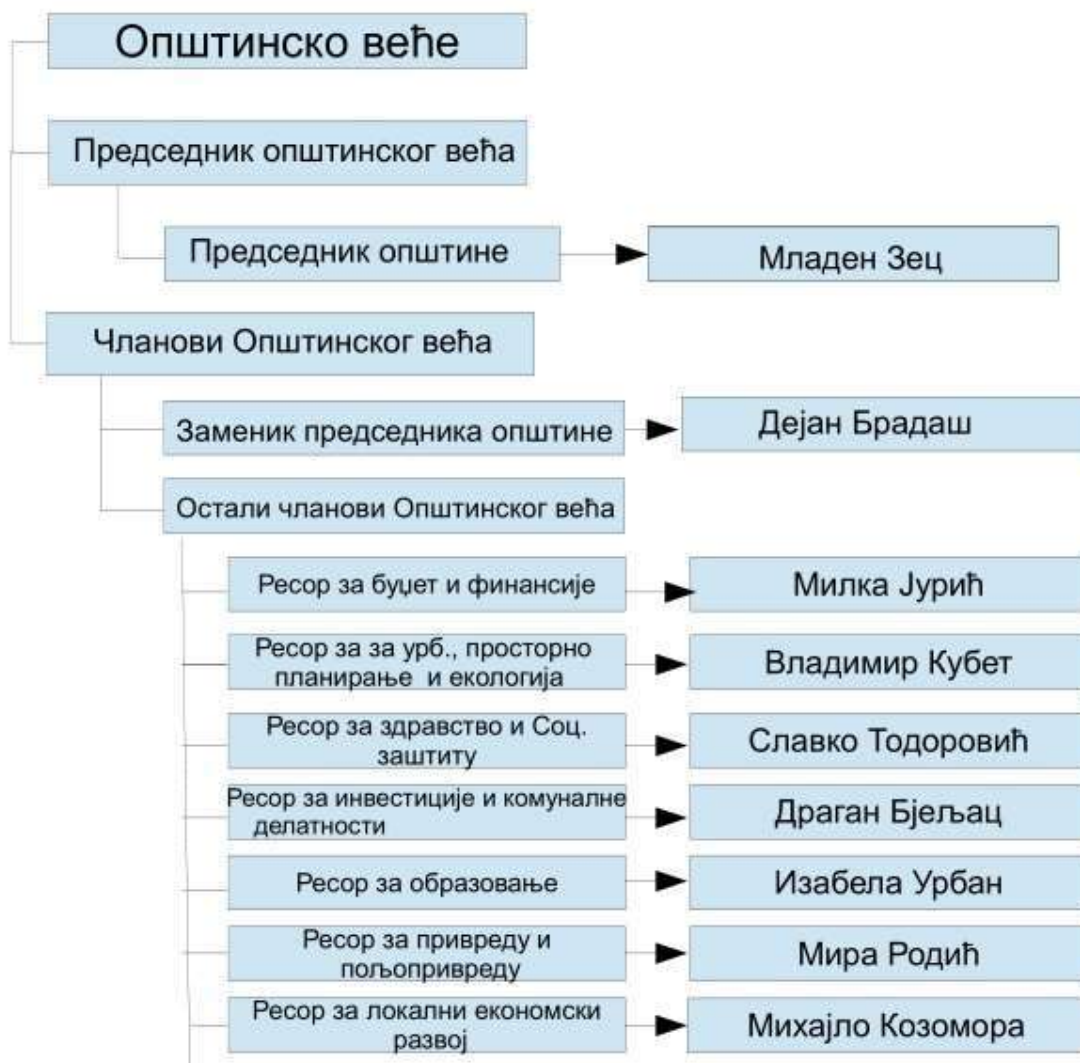 Општинско веће
Председник општинског већа
Председник општине
Младен Зец
Чланови Општинског већа
Заменик председника општине
Дејан Брадаш
Остали чланови Општинског већа
Ресор за буџет и финансије
Милка Јурић
Ресор за за урб., просторно
планирање и екологија
Владимир Кубет
Ресор за здравство и Соц.
заштиту
Славко Тодоровић
Ресор за инвестиције и комуналне
делатности
Драган Бјељац
Ресор за образовање
Изабела Урбан
Ресор за привреду и
пољопривреду
Мира Родић
Ресор за локални економски
развој
Михајло Козомора